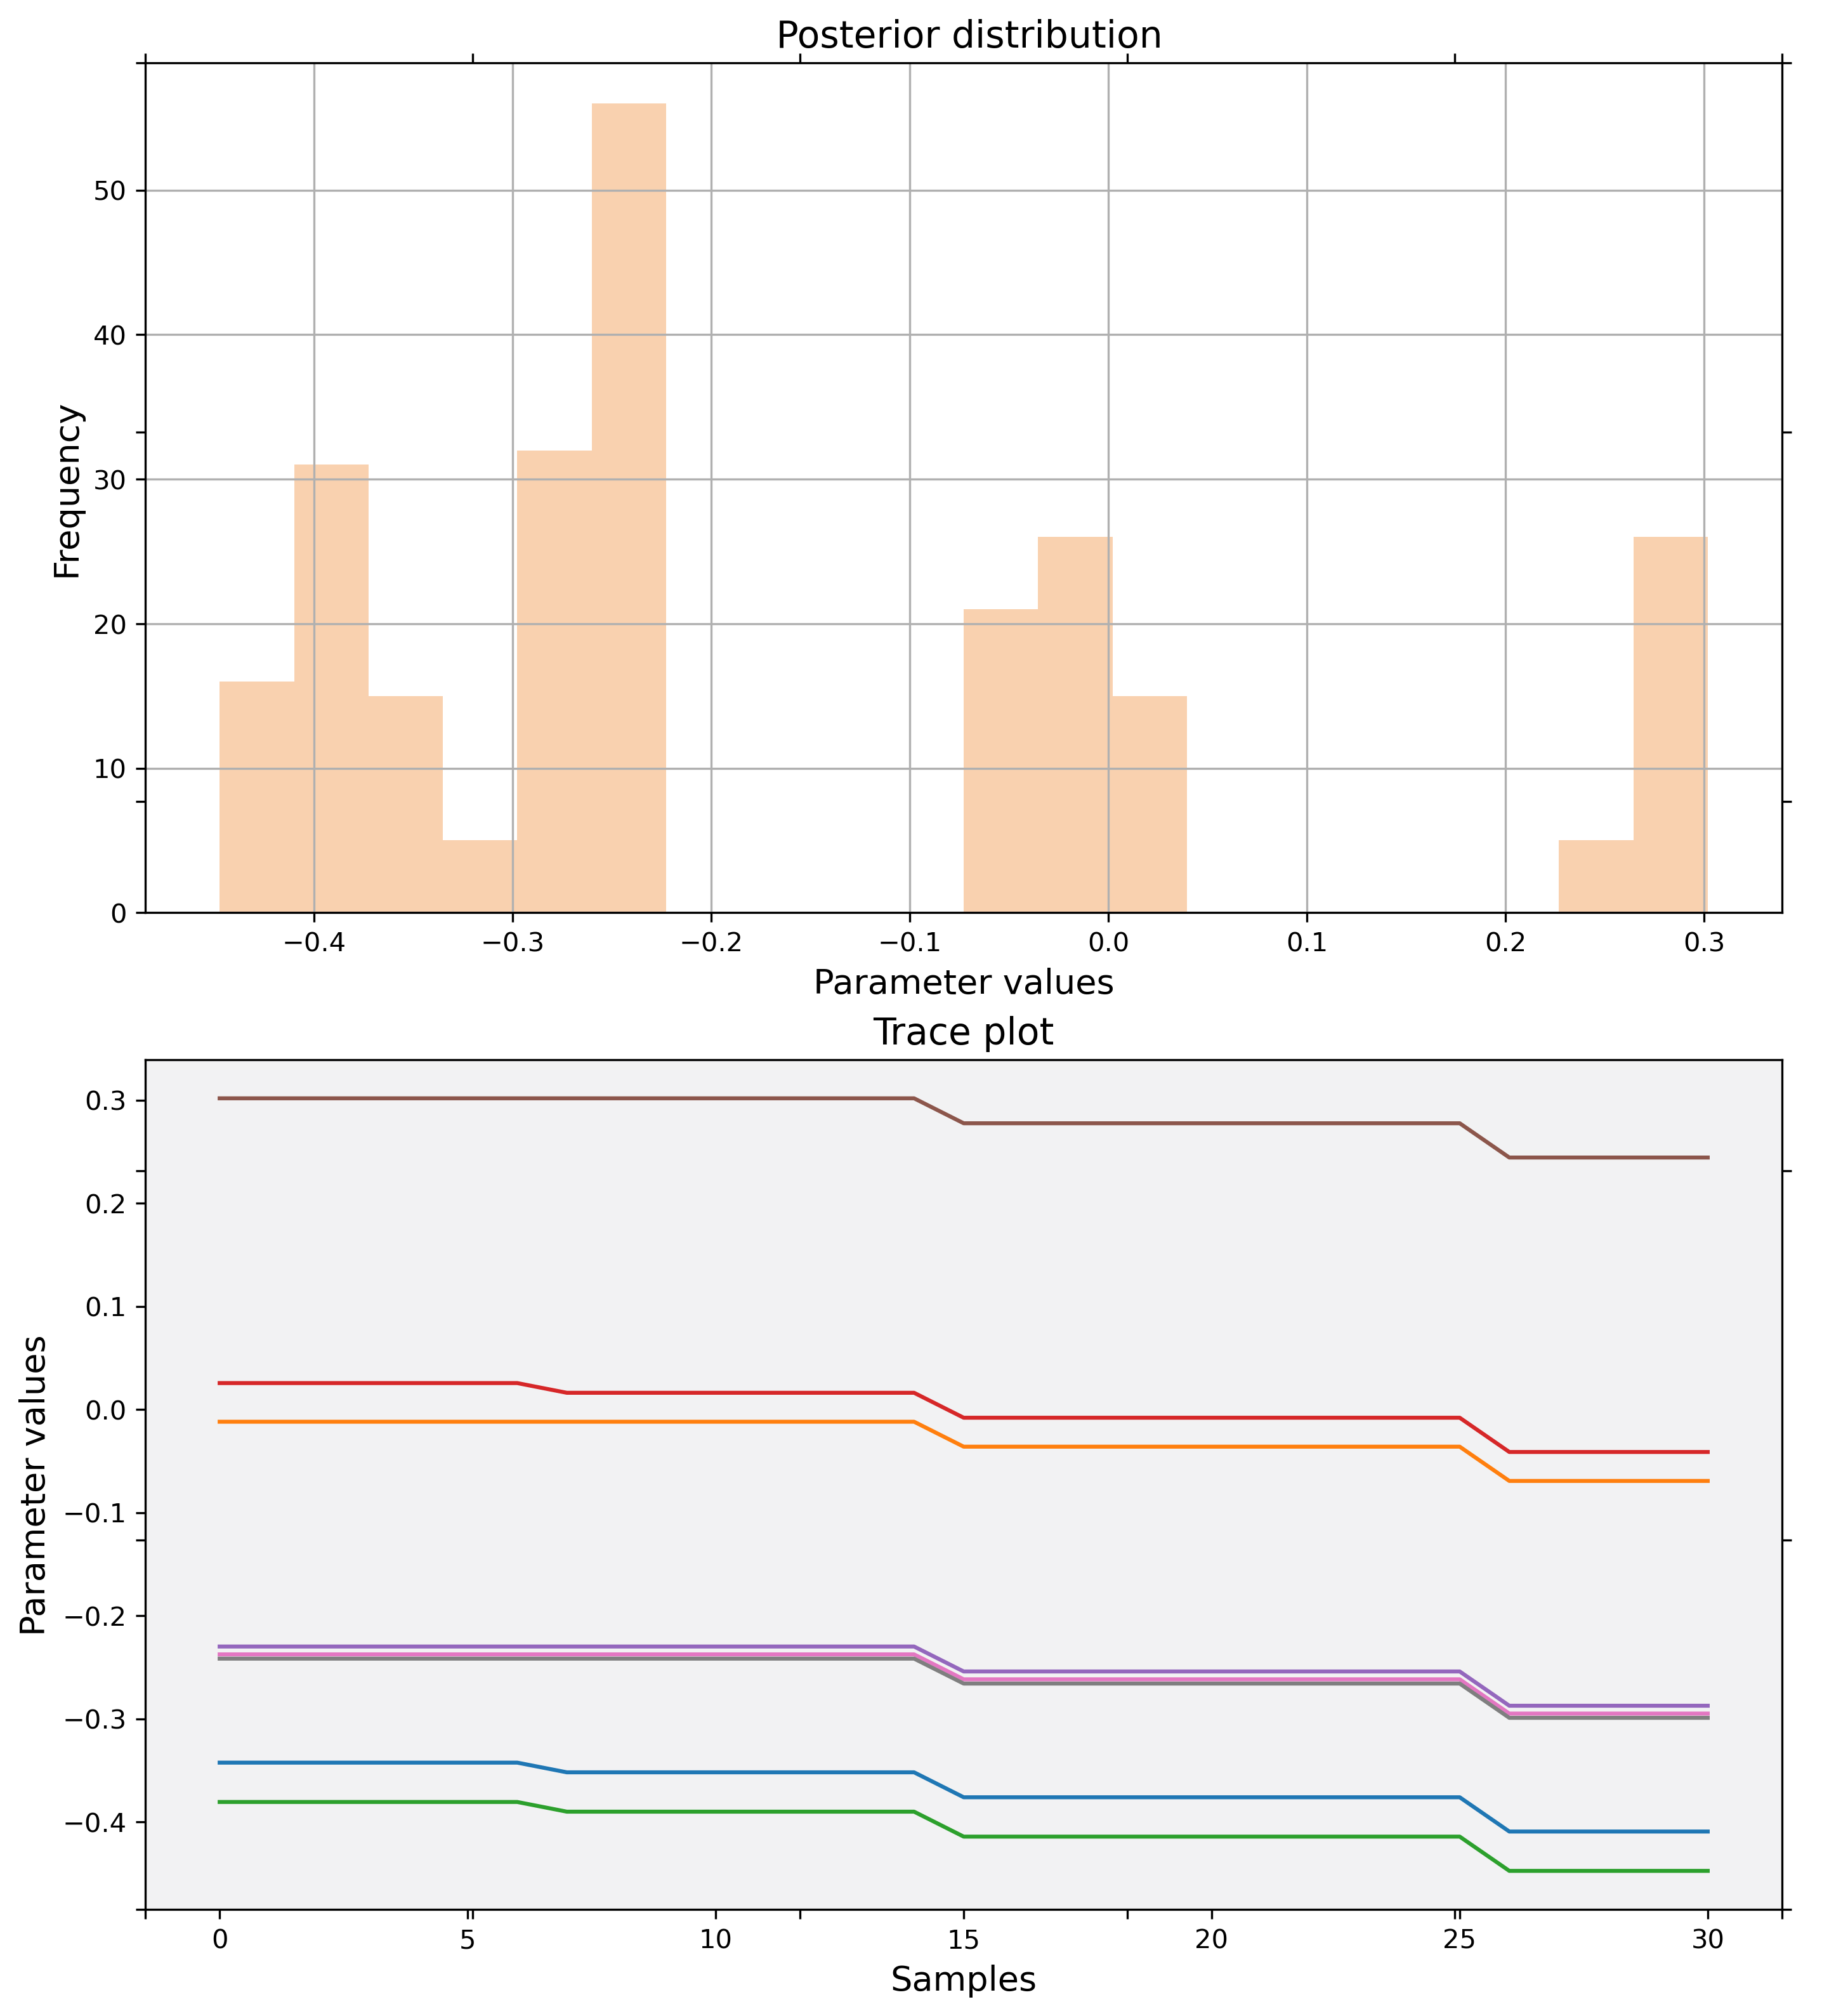 Posterior distribution
Frequency
50
40
30
20
10
0
−0.4 −0.3 −0.2 −0.1 0.0 0.1 0.2 0.3
Parameter values
Trace plot
Parameter values
0.3
0.2
0.1
0.0
−0.1
−0.2
−0.3
−0.4
0 5 10 15 20 25 30
Samples